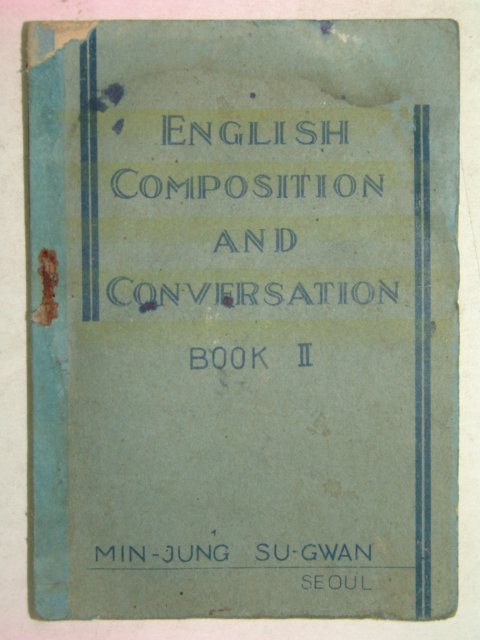 ENGLISH
COMPOSITION
AND
CONVERSATION
BOOK II
MIN-JUNG SU-GWAN
SEOUL